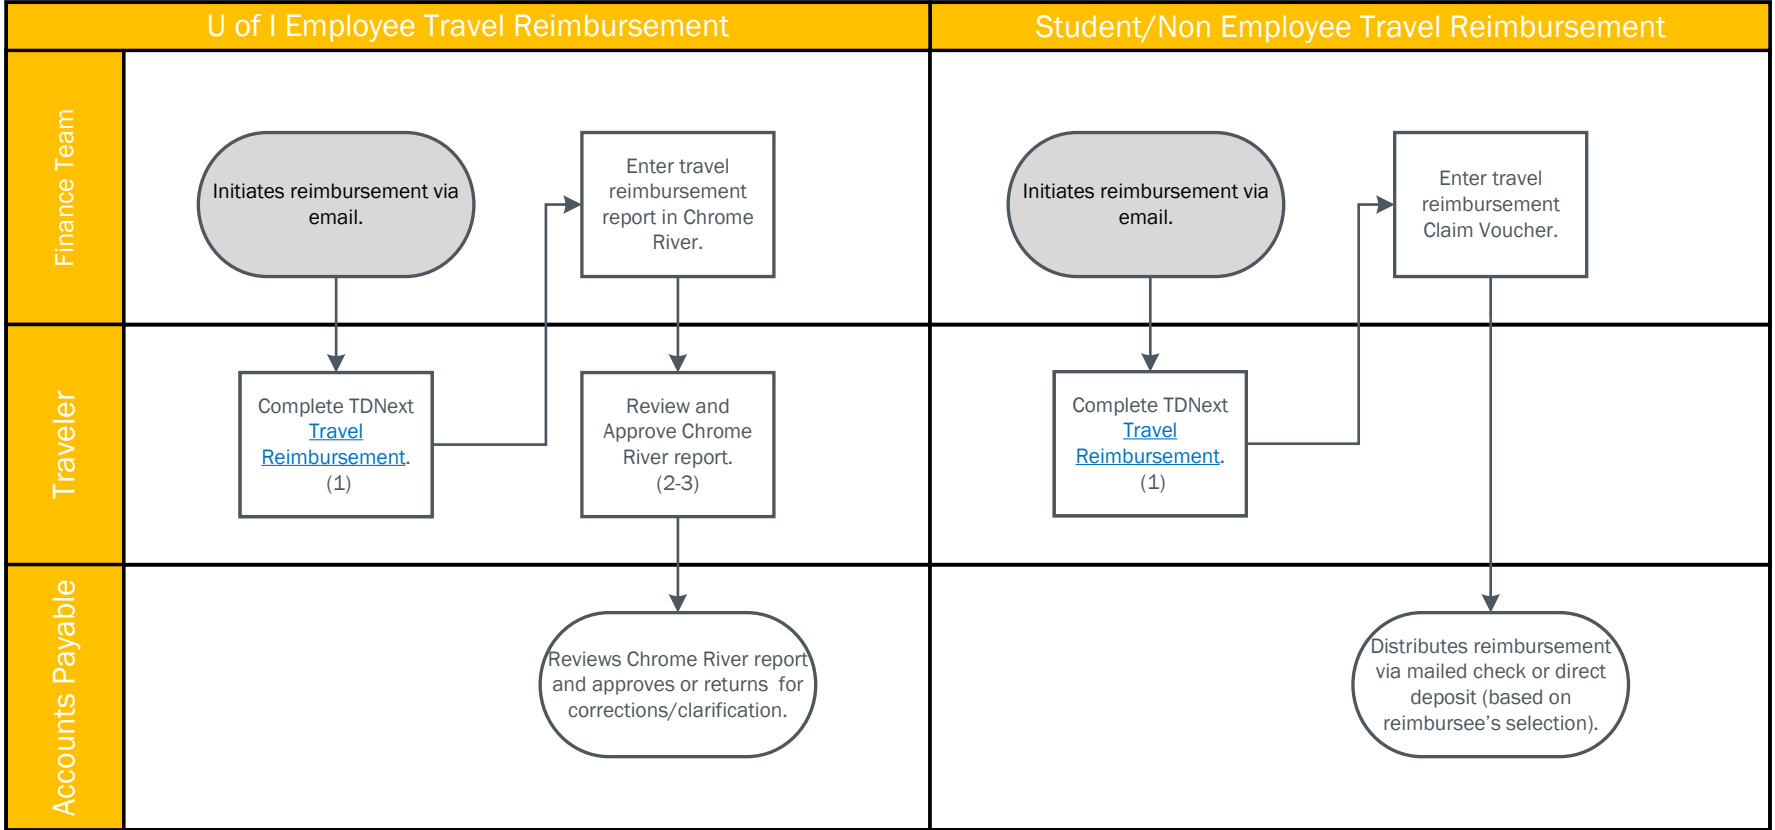 U of I Employee Travel Reimbursement
Student/Non Employee Travel Reimbursement
Finance Team
Initiates reimbursement via
email.
Enter travel
reimbursement
report in Chrome
River.
Initiates reimbursement via
email.
Enter travel
reimbursement
Claim Voucher.
Traveler
Complete TDNext
Travel
Reimbursement.
(1)
Review and
Approve Chrome
River report.
(2-3)
Complete TDNext
Travel
Reimbursement.
(1)
Accounts Payable
Reviews Chrome River report
and approves or returns  for
corrections/clarification.
Distributes reimbursement
via mailed check or direct
deposit (based on
reimbursee’s selection).